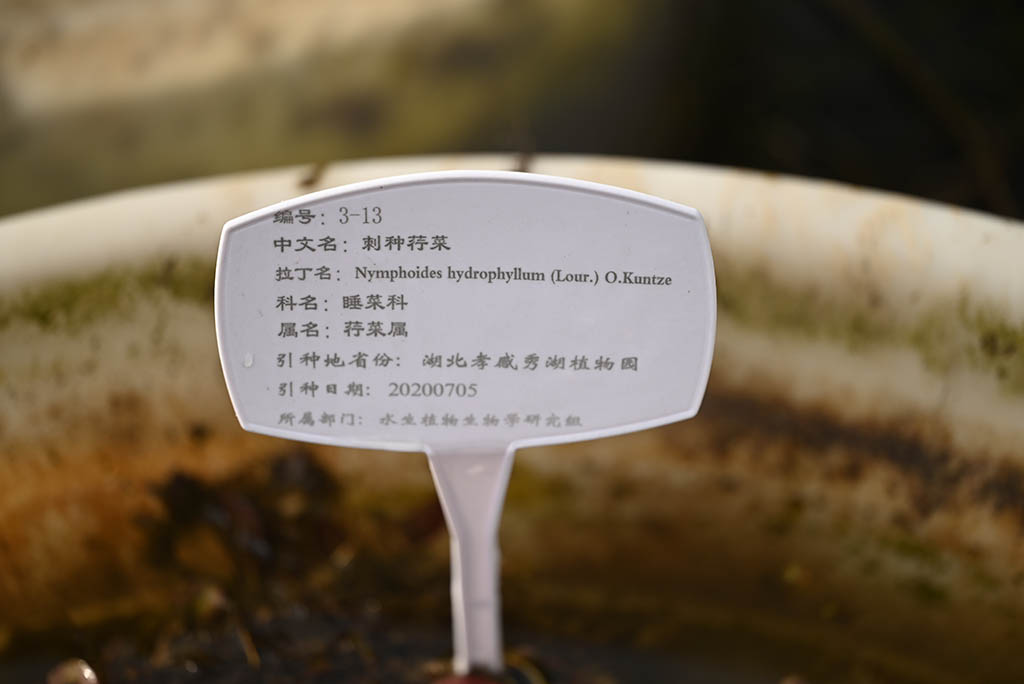 编号：3-13
中文名：刺种荇菜
拉丁名：Nymphoides hydrophyllum (Lour.) O.Kuntze
科名：睡菜科
属名：荇菜属
引种地省份：湖北孝感秀湖植物园
引种日期：20200705
所属部门：水生植物生物学研究组